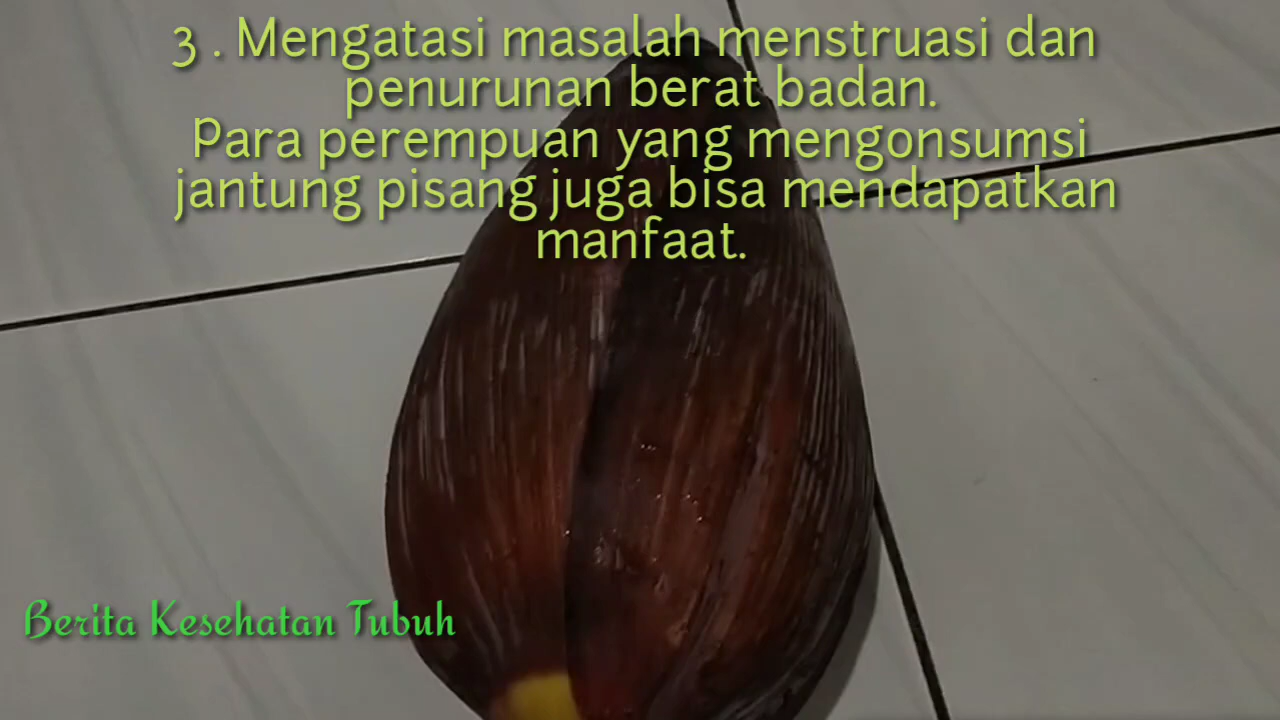 3 . Mengatasi masalah menstruasi dan
penurunan berat badan.
Para perempuan yang mengonsumsi
jantung pisang juga bisa mendapatkan
manfaat.
Berita Kesehatan Tubuh